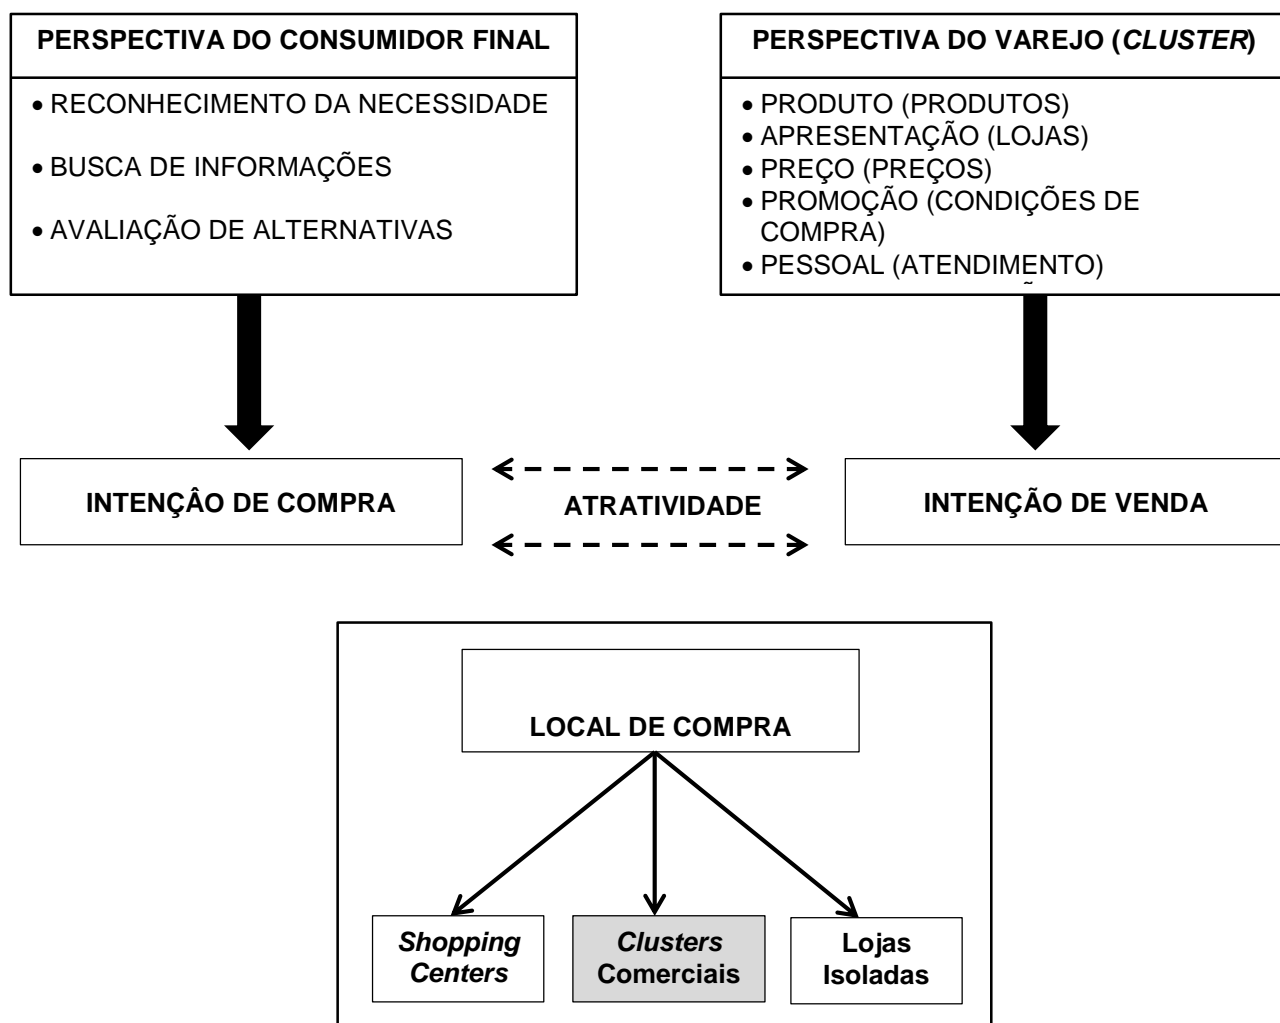 PERSPECTIVA DO CONSUMIDOR FINAL
• RECONHECIMENTO DA NECESSIDADE
• BUSCA DE INFORMAÇÕES
• AVALIAÇÃO DE ALTERNATIVAS
PERSPECTIVA DO VAREJO (CLUSTER)
• PRODUTO (PRODUTOS)
• APRESENTAÇÃO (LOJAS)
• PREÇO (PREÇOS)
• PROMOÇÃO (CONDIÇÕES DE
COMPRA)
• PESSOAL (ATENDIMENTO)
INTENÇÂO DE COMPRA
ATRATIVIDADE
INTENÇÃO DE VENDA
LOCAL DE COMPRA
Shopping
Centers
Clusters
Comerciais
Lojas
Isoladas